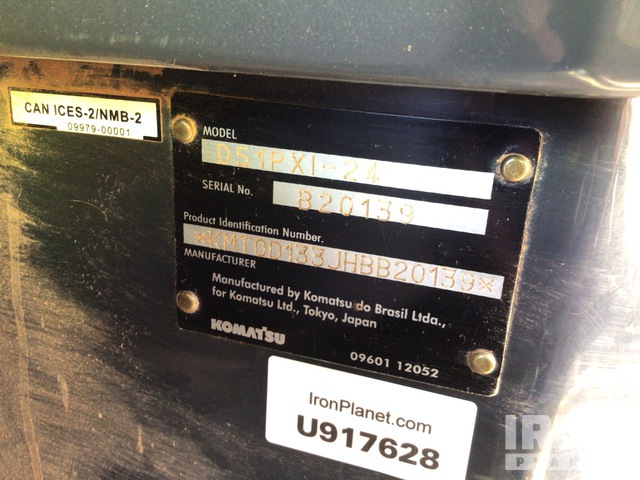 CAN ICES-2/NMB-2
09979-00001
MODEL
D51PXI-24
SERIAL No.
B20139
Product Identification Number.
*KMT0D133JHBB20139*
MANUFACTURER
Manufactured by Komatsu do Brasil Ltda.,
for Komatsu Ltd., Tokyo, Japan
KOMATSU
09601 12052
IronPlanet.com
U917628